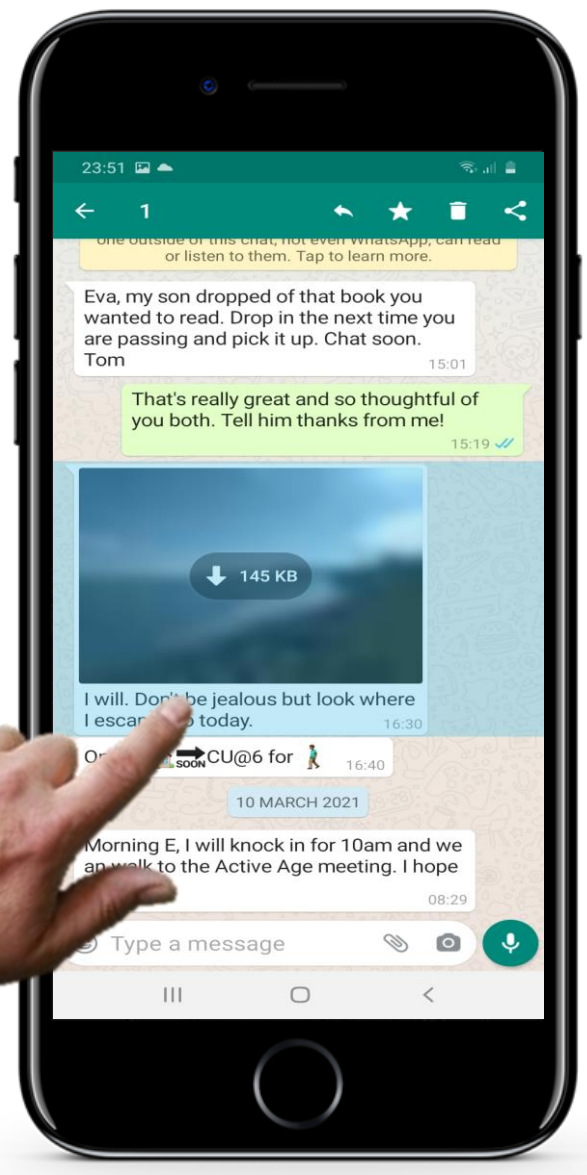 23:51
1
one outside of this chat, not even WhatsApp, can read
or listen to them. Tap to learn more.
Eva, my son dropped of that book you
wanted to read. Drop in the next time you
are passing and pick it up. Chat soon.
Tom
15:01
That's really great and so thoughtful of
you both. Tell him thanks from me!
15:19
145 KB
I will. Don't be jealous but look where
I today.
16:30
SOON CU@6 for
16:40
10 MARCH 2021
Morning E, I will knock in for 10am and we
walk to the Active Age meeting. I hope
08:29
Type a message